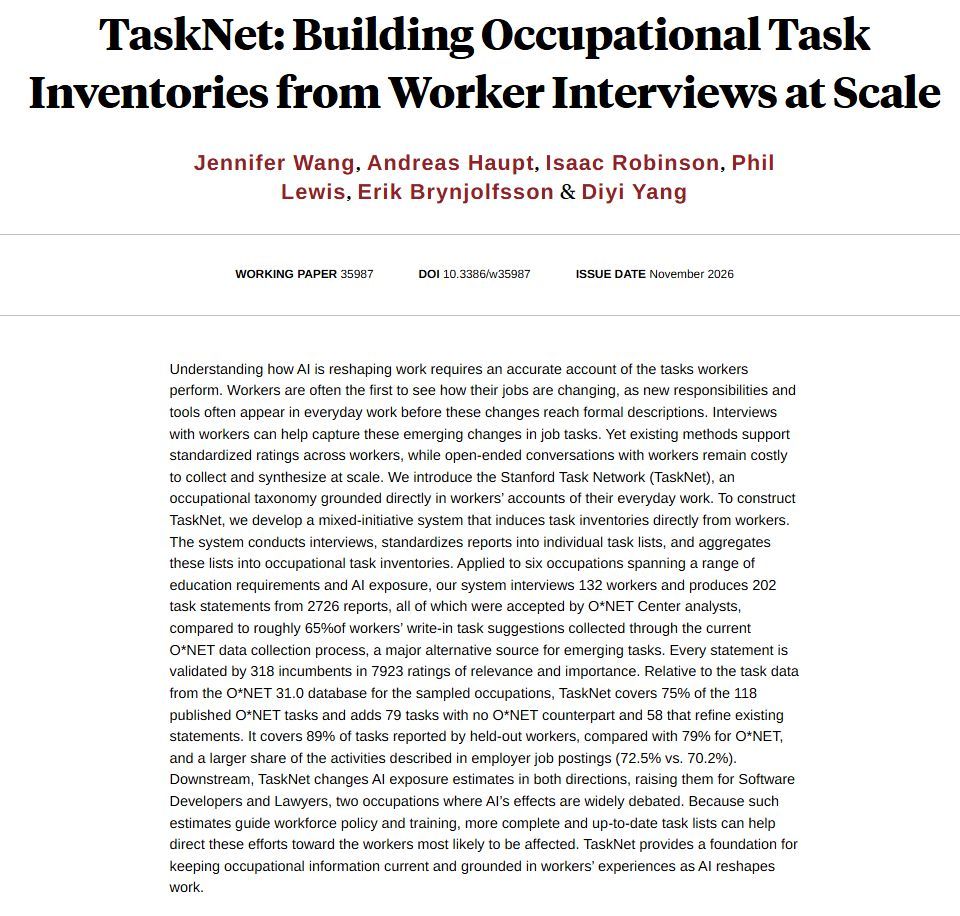 TaskNet: Building Occupational Task
Inventories from Worker Interviews at Scale
Jennifer Wang, Andreas Haupt, Isaac Robinson, Phil
Lewis, Erik Brynjolfsson & Diyi Yang
WORKING PAPER 35987 DOI 10.3386/w35987 ISSUE DATE November 2026
Understanding how AI is reshaping work requires an accurate account of the tasks workers
perform. Workers are often the first to see how their jobs are changing, as new responsibilities and
tools often appear in everyday work before these changes reach formal descriptions. Interviews
with workers can help capture these emerging changes in job tasks. Yet existing methods support
standardized ratings across workers, while open-ended conversations with workers remain costly
to collect and synthesize at scale. We introduce the Stanford Task Network (TaskNet), an
occupational taxonomy grounded directly in workers’ accounts of their everyday work. To construct
TaskNet, we develop a mixed-initiative system that induces task inventories directly from workers.
The system conducts interviews, standardizes reports into individual task lists, and aggregates
these lists into occupational task inventories. Applied to six occupations spanning a range of
education requirements and AI exposure, our system interviews 132 workers and produces 202
task statements from 2726 reports, all of which were accepted by O*NET Center analysts,
compared to roughly 65%of workers’ write-in task suggestions collected through the current
O*NET data collection process, a major alternative source for emerging tasks. Every statement is
validated by 318 incumbents in 7923 ratings of relevance and importance. Relative to the task data
from the O*NET 31.0 database for the sampled occupations, TaskNet covers 75% of the 118
published O*NET tasks and adds 79 tasks with no O*NET counterpart and 58 that refine existing
statements. It covers 89% of tasks reported by held-out workers, compared with 79% for O*NET,
and a larger share of the activities described in employer job postings (72.5% vs. 70.2%).
Downstream, TaskNet changes AI exposure estimates in both directions, raising them for Software
Developers and Lawyers, two occupations where AI’s effects are widely debated. Because such
estimates guide workforce policy and training, more complete and up-to-date task lists can help
direct these efforts toward the workers most likely to be affected. TaskNet provides a foundation for
keeping occupational information current and grounded in workers’ experiences as AI reshapes
work.